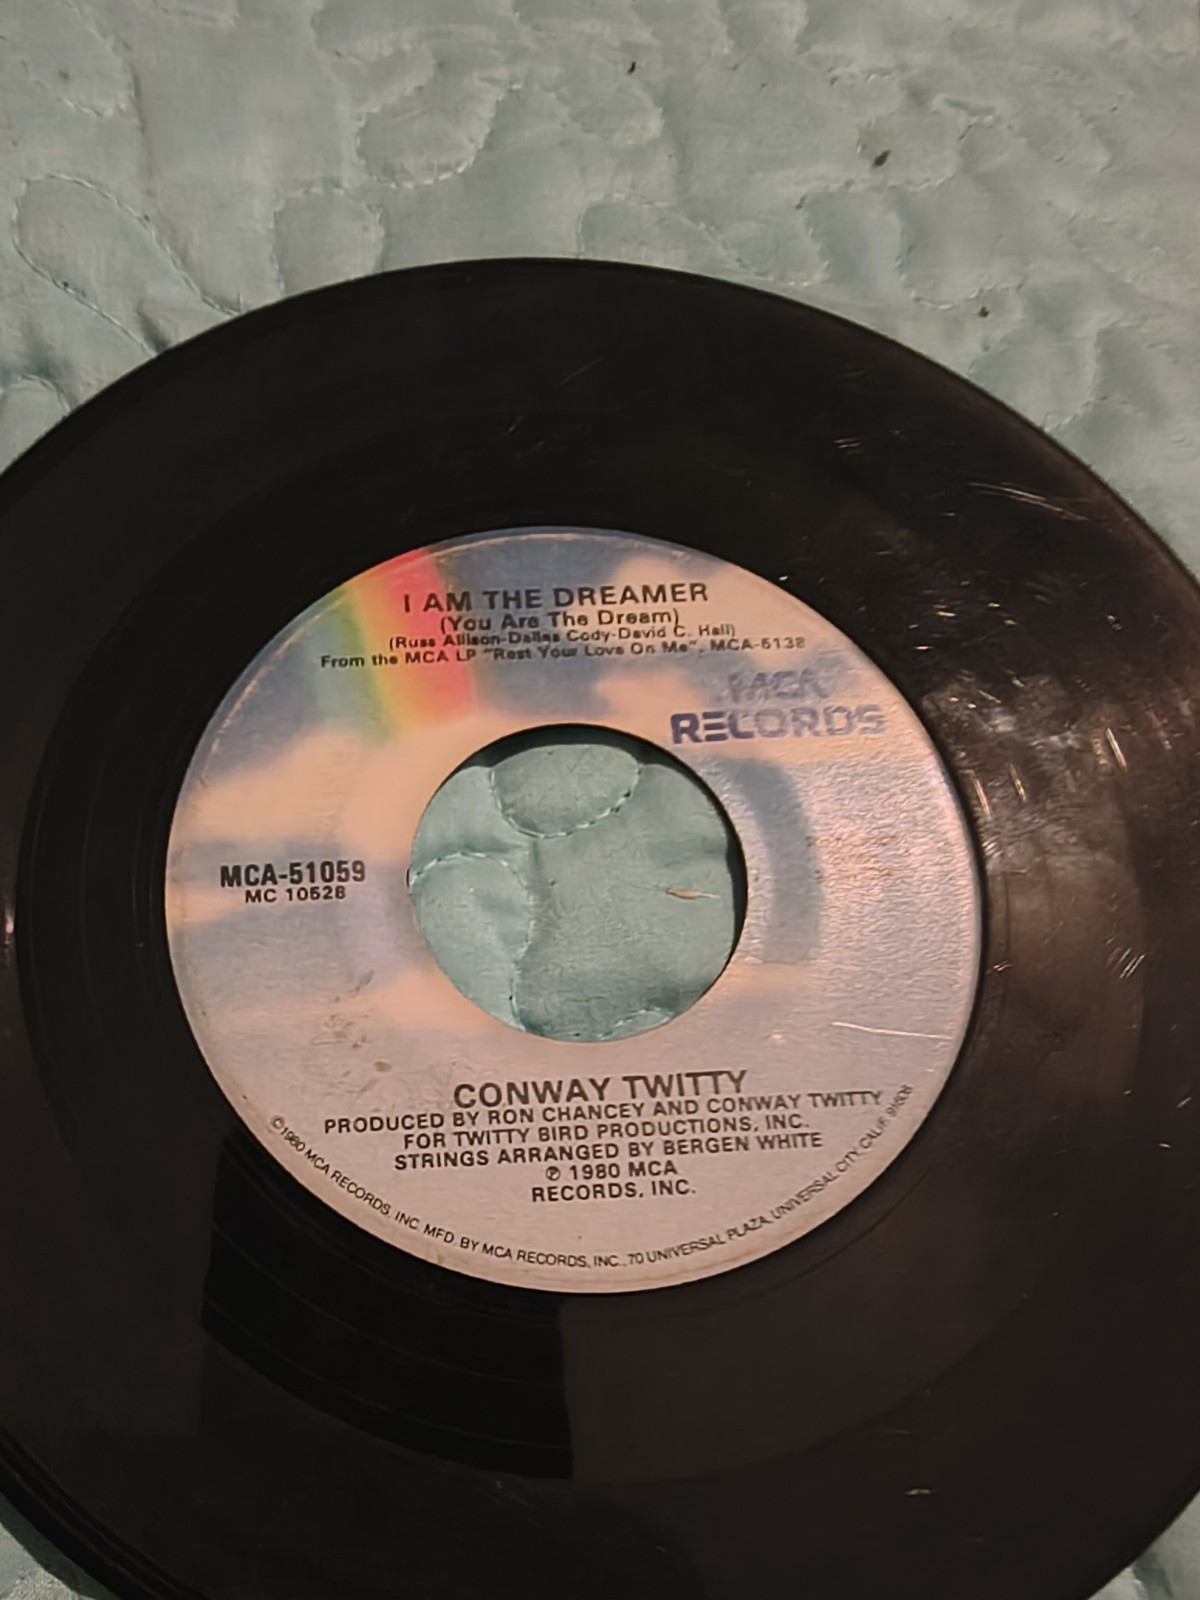 I AM THE DREAMER
(You Are The Dream)
(Russ Allison-Dallas Cody-David C. Hall)
From the MCA LP "Rest Your Love On Me", MCA-5138
MCA
RECORDS
MCA-51059
MC 10528
CONWAY TWITTY
PRODUCED BY RON CHANCEY AND CONWAY TWITTY
FOR TWITTY BIRD PRODUCTIONS, INC.
STRINGS ARRANGED BY BERGEN WHITE
℗ 1980 MCA
RECORDS, INC.
©1980 MCA RECORDS, INC. MFD. BY MCA RECORDS, INC., 70 UNIVERSAL PLAZA, UNIVERSAL CITY, CALIF. 91608